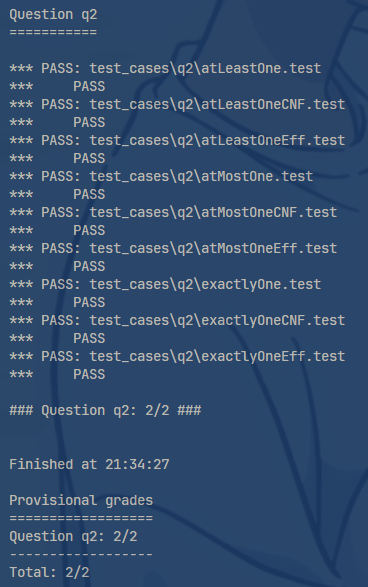 Question q2
===========
*** PASS: test_cases\q2\atLeastOne.test
***     PASS
*** PASS: test_cases\q2\atLeastOneCNF.test
***     PASS
*** PASS: test_cases\q2\atLeastOneEff.test
***     PASS
*** PASS: test_cases\q2\atMostOne.test
***     PASS
*** PASS: test_cases\q2\atMostOneCNF.test
***     PASS
*** PASS: test_cases\q2\atMostOneEff.test
***     PASS
*** PASS: test_cases\q2\exactlyOne.test
***     PASS
*** PASS: test_cases\q2\exactlyOneCNF.test
***     PASS
*** PASS: test_cases\q2\exactlyOneEff.test
***     PASS
### Question q2: 2/2 ###
Finished at 21:34:27
Provisional grades
==================
Question q2: 2/2
------------------
Total: 2/2